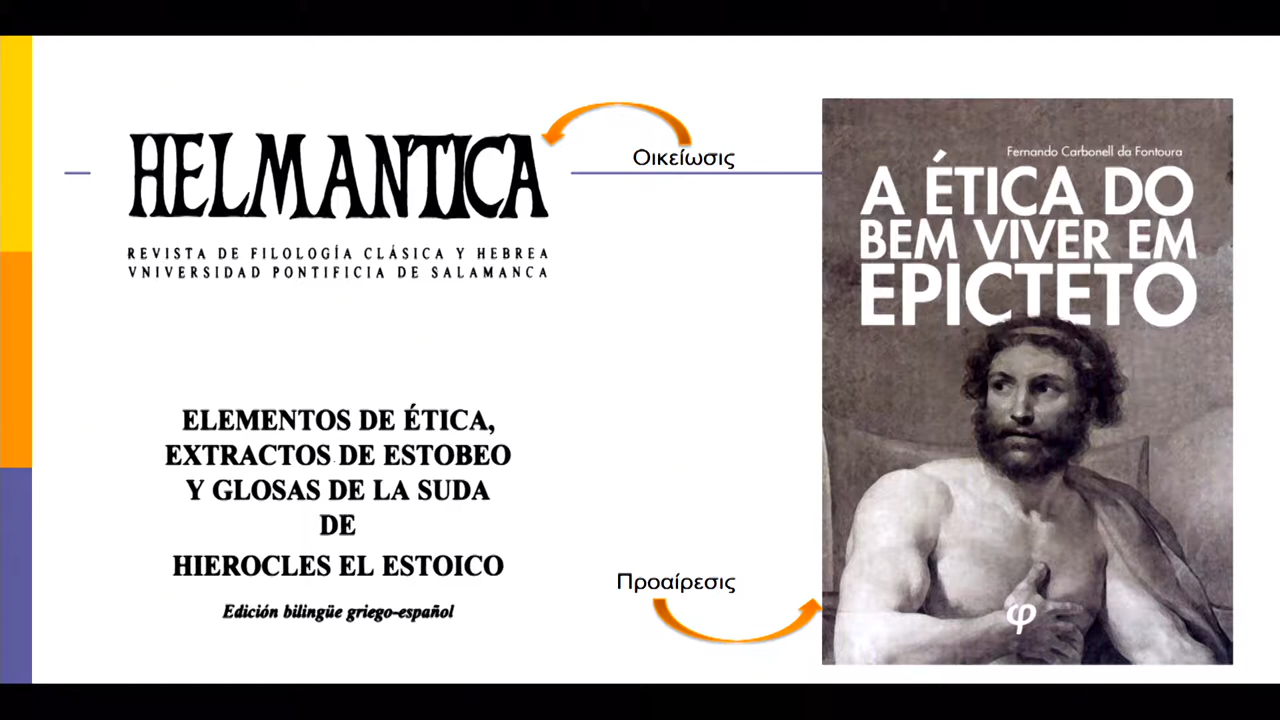 HELMANTICA
REVISTA DE FILOLOGÍA CLÁSICA Y HEBREA
VNIVERSIDAD PONTIFICIA DE SALAMANCA
ELEMENTOS DE ÉTICA,
EXTRACTOS DE ESTOBEO
Y GLOSAS DE LA SUDA
DE
HIEROCLES EL ESTOICO
Edición bilingüe griego-español
Οικείωσις
Προαίρεσις
Fernando Carbonell da Fontoura
A ÉTICA DO
BEM VIVER EM
EPICTETO
φ